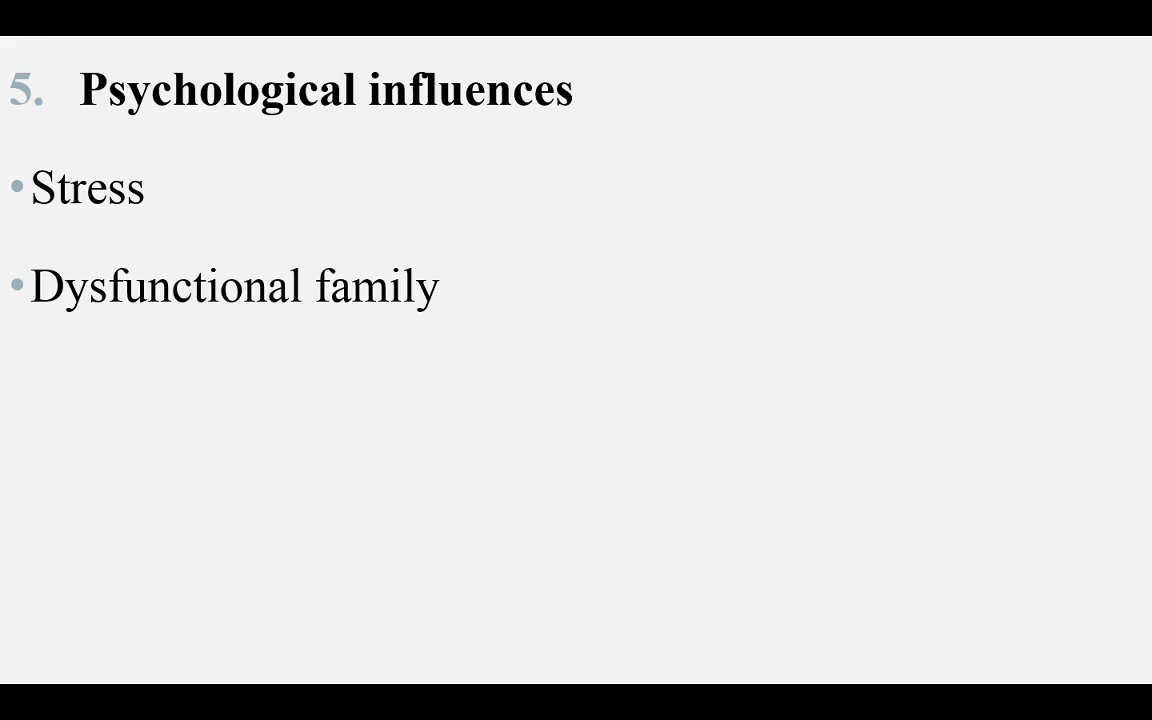 5. Psychological influences
•Stress
•Dysfunctional family